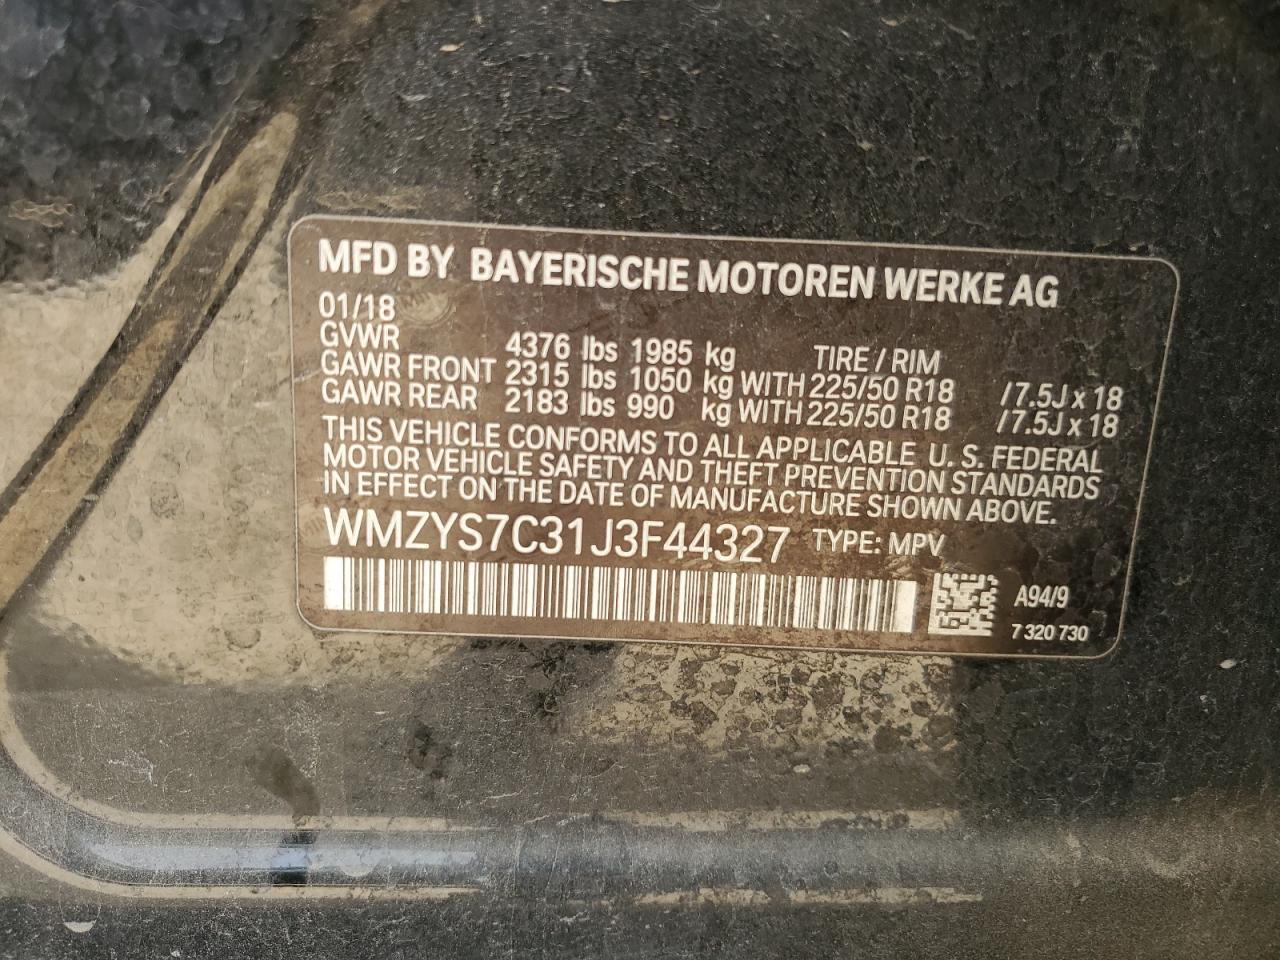 MFD BY BAYERISCHE MOTOREN WERKE AG
01/18
GVWR 4376 lbs 1985 kg TIRE / RIM
GAWR FRONT 2315 lbs 1050 kg WITH 225/50 R18 /7.5J x 18
GAWR REAR 2183 lbs 990 kg WITH 225/50 R18 /7.5J x 18
THIS VEHICLE CONFORMS TO ALL APPLICABLE U. S. FEDERAL
MOTOR VEHICLE SAFETY AND THEFT PREVENTION STANDARDS
IN EFFECT ON THE DATE OF MANUFACTURE SHOWN ABOVE.
WMZYS7C31J3F44327 TYPE: MPV
A94/9
7 320 730